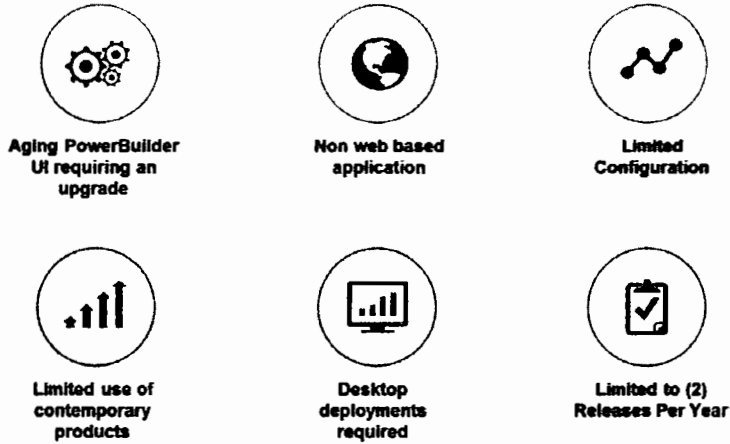 Aging PowerBuilder
UI requiring an
upgrade
Non web based
application
Limited
Configuration
Limited use of
contemporary
products
Desktop
deployments
required
Limited to (2)
Releases Per Year